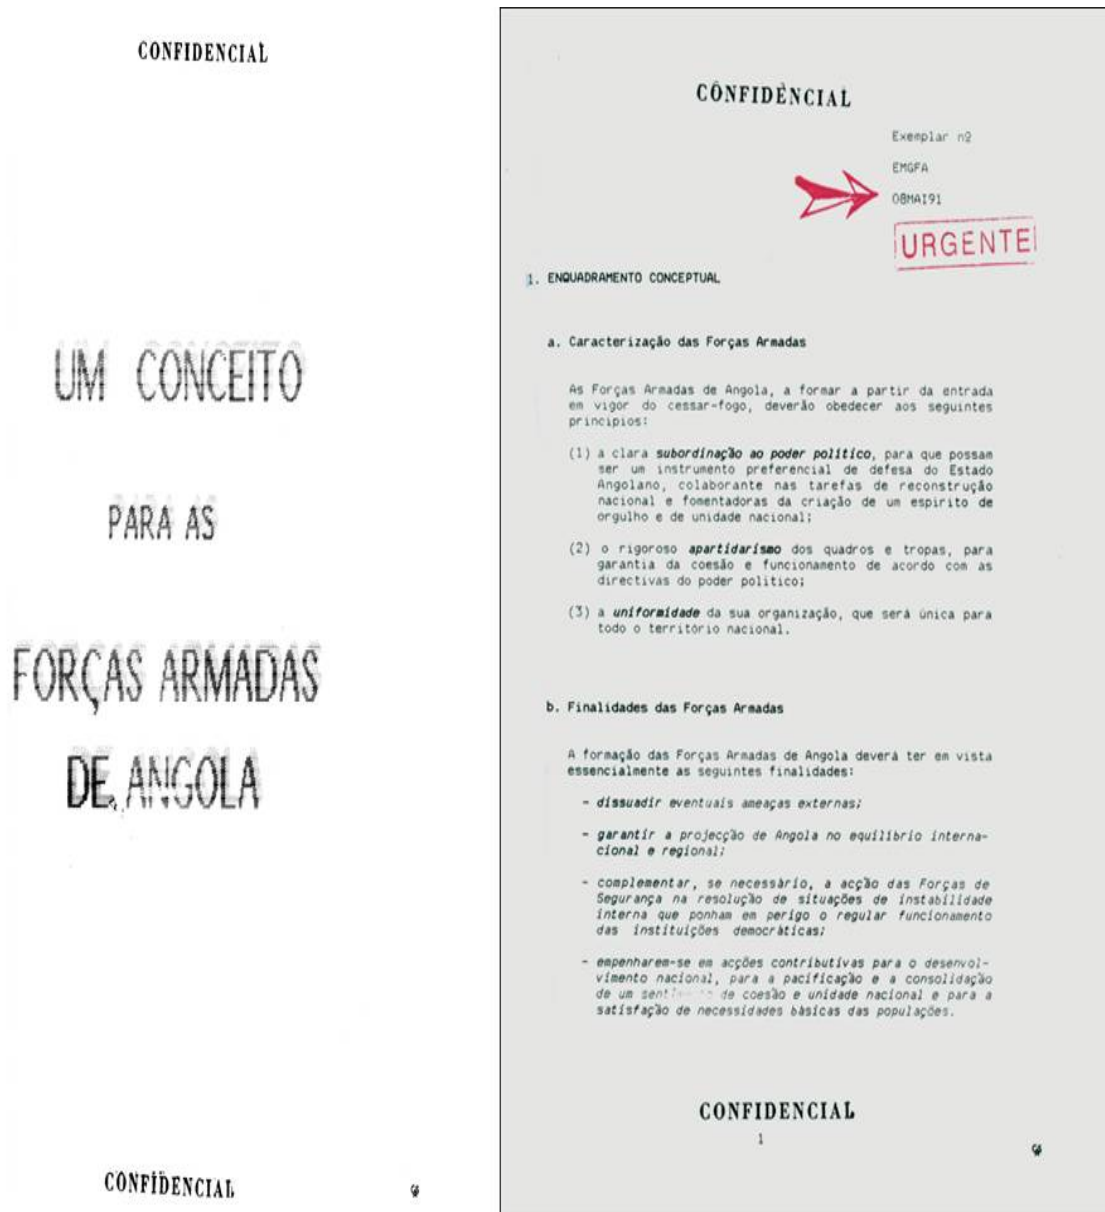 CONFIDENCIAL
UM CONCEITO
PARA AS
FORÇAS ARMADAS
DE ANGOLA
CONFIDENCIAL
CONFIDENCIAL
Exemplar nº
EMGFA
08MAI91
URGENTE
1. ENQUADRAMENTO CONCEPTUAL
a. Caracterização das Forças Armadas
As Forças Armadas de Angola, a formar a partir da entrada
em vigor do cessar-fogo, deverão obedecer aos seguintes
princípios:
(1) a clara subordinação ao poder político, para que possam
ser um instrumento preferencial de defesa do Estado
Angolano, colaborante nas tarefas de reconstrução
nacional e fomentadoras da criação de um espírito de
orgulho e de unidade nacional;
(2) o rigoroso apartidarismo dos quadros e tropas, para
garantia da coesão e funcionamento de acordo com as
directivas do poder político;
(3) a uniformidade da sua organização, que será única para
todo o território nacional.
b. Finalidades das Forças Armadas
A formação das Forças Armadas de Angola deverá ter em vista
essencialmente as seguintes finalidades:
- dissuadir eventuais ameaças externas;
- garantir a projecção de Angola no equilíbrio interna-
cional e regional;
- complementar, se necessário, a acção das Forças de
Segurança na resolução de situações de instabilidade
interna que ponham em perigo o regular funcionamento
das instituições democráticas;
- empenharem-se em acções contributivas para o desenvol-
vimento nacional, para a pacificação e a consolidação
de um de coesão e unidade nacional e para a
satisfação de necessidades básicas das populações.
CONFIDENCIAL
1